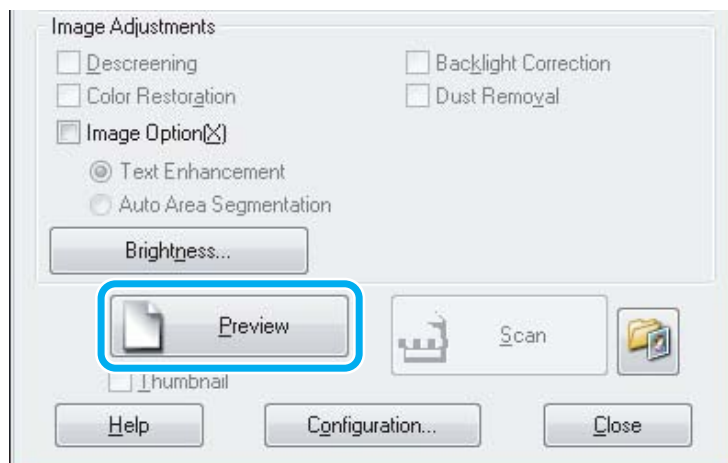 Image Adjustments
Descreening Backlight Correction
Color Restoration Dust Removal
Image Option(X)
Text Enhancement
Auto Area Segmentation
Brightness...
Preview Scan
Thumbnail
Help Configuration... Close